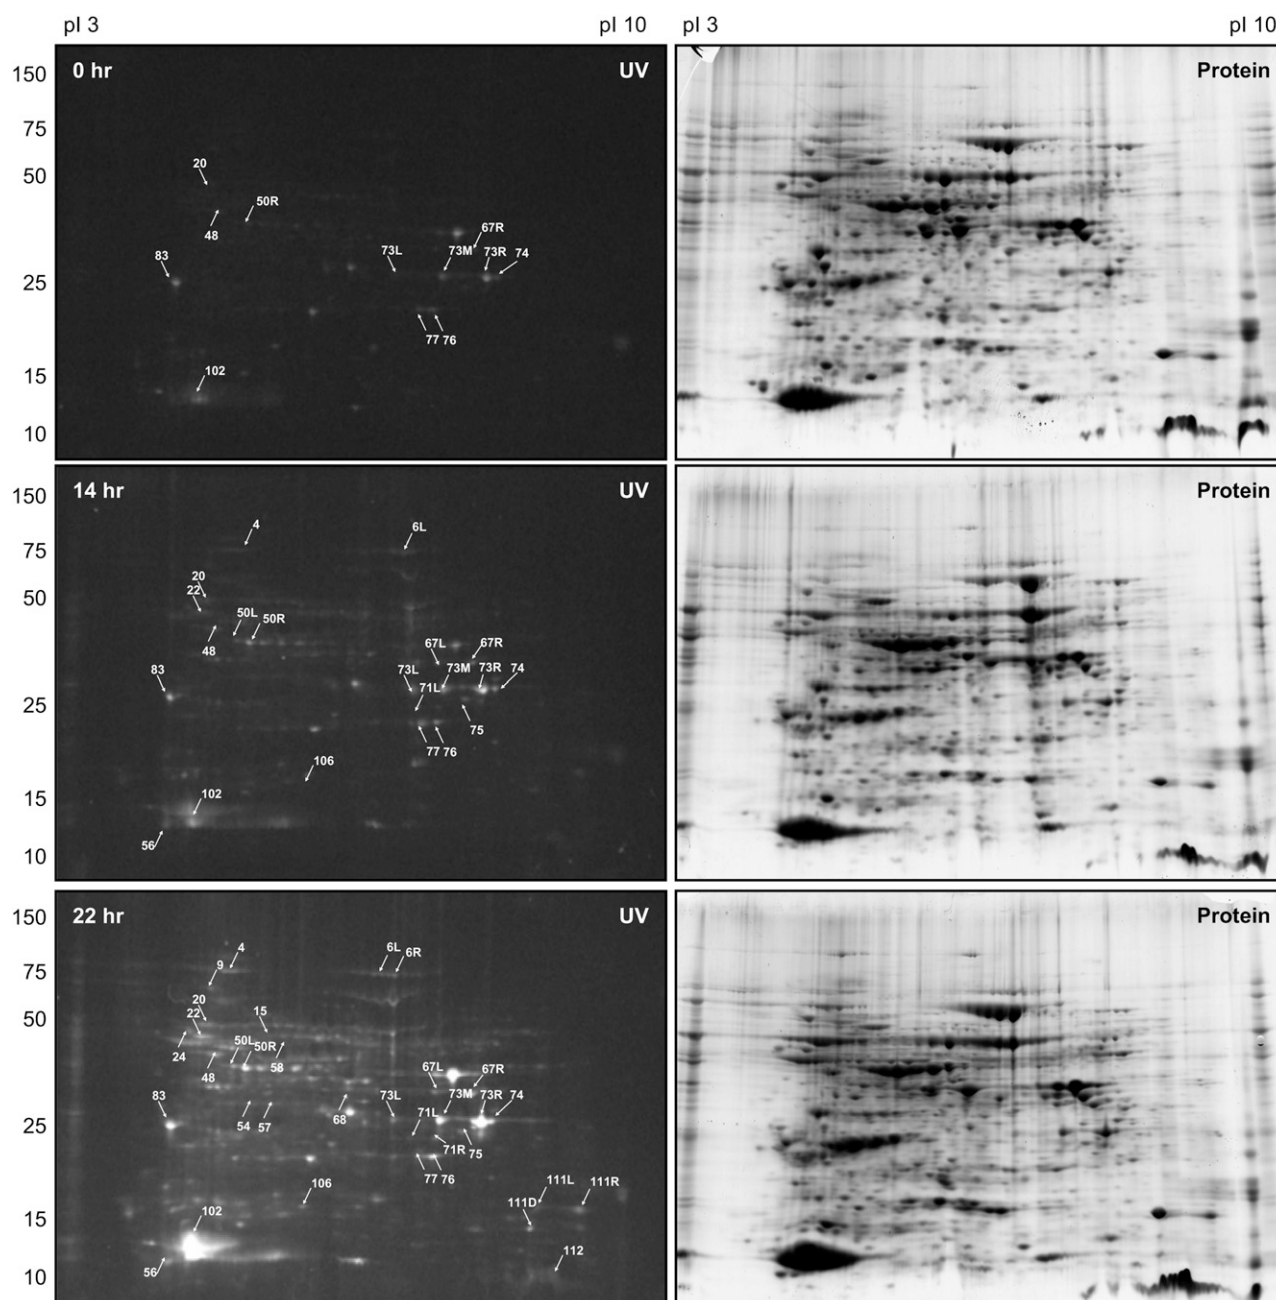 pI 3 pI 10 pI 3 pI 10
0 hr UV Protein
150
75
50
25
15
10
20
50R
48
83
67R
73L 73M 73R 74
77 76
102
14 hr UV Protein
150
75
50
25
15
10
4 6L
20
22
50L 50R
48
67L 67R
83
73L 73M 73R 74
71L
75
77 76
106
102
56
22 hr UV Protein
150
75
50
25
15
10
4 6L 6R
9
20 15
22
24 50L 50R
48 58
67L 67R
83 73L 73M 73R 74
54 57 68 71L
71R 75
77 76
106 111L 111R
111D
102
56 112